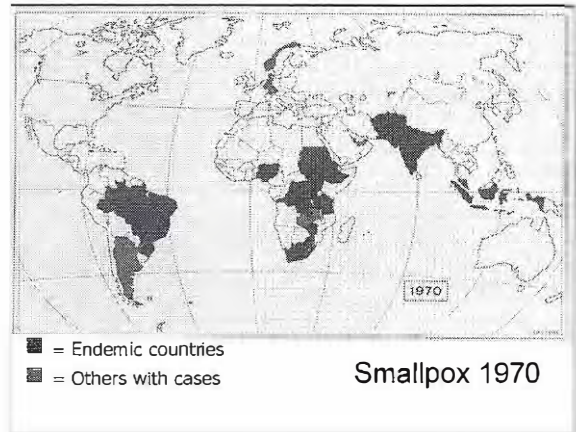 1970
= Endemic countries
= Others with cases
Smallpox 1970